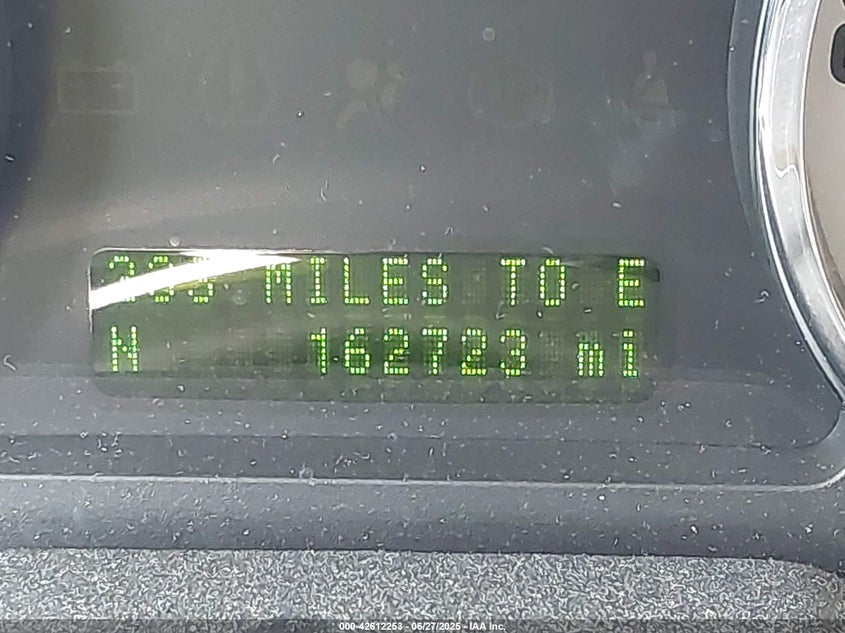 MILES TO E
N 162723 mi
000-42612253 - 06/27/2025 - IAA Inc.